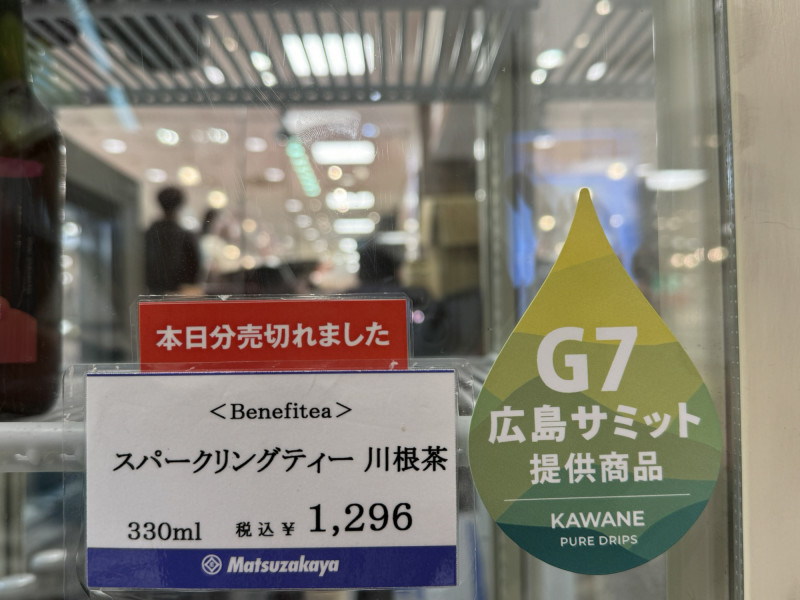 本日分売切れました
<Benefitea>
スパークリングティー 川根茶
330ml 税込¥ 1,296
Matsuzakaya
G7
広島サミット
提供商品
KAWANE
PURE DRIPS